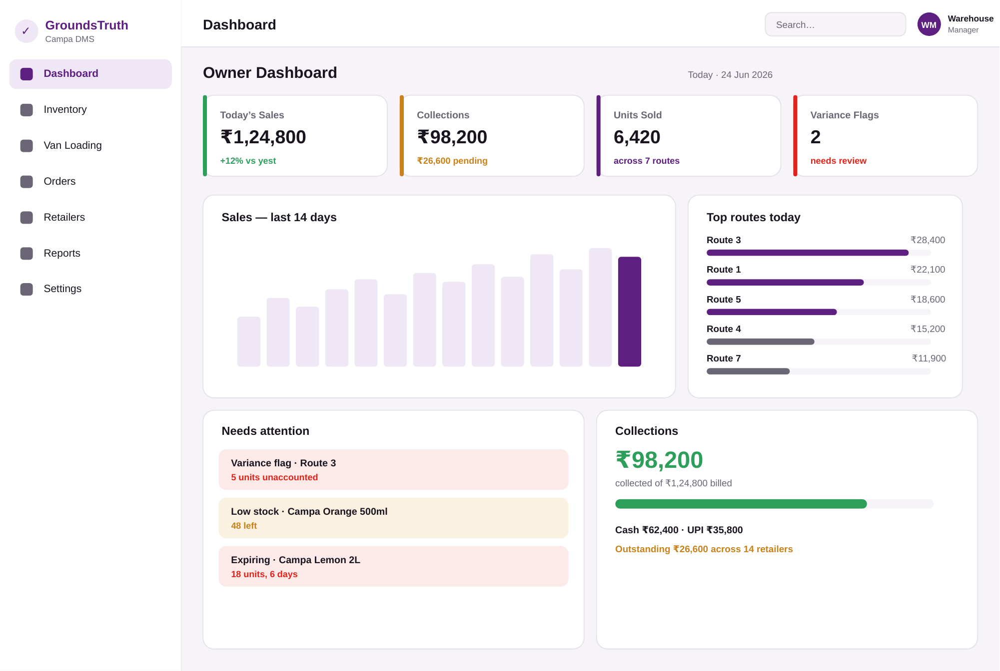 ✓
GroundsTruth
Campa DMS
Dashboard
Inventory
Van Loading
Orders
Retailers
Reports
Settings
Dashboard
Search…
WM
Warehouse
Manager
Owner Dashboard
Today · 24 Jun 2026
Today’s Sales
₹1,24,800
+12% vs yest
Collections
₹98,200
₹26,600 pending
Units Sold
6,420
across 7 routes
Variance Flags
2
needs review
Sales — last 14 days
Top routes today
Route 3 ₹28,400
Route 1 ₹22,100
Route 5 ₹18,600
Route 4 ₹15,200
Route 7 ₹11,900
Needs attention
Variance flag · Route 3
5 units unaccounted
Low stock · Campa Orange 500ml
48 left
Expiring · Campa Lemon 2L
18 units, 6 days
Collections
₹98,200
collected of ₹1,24,800 billed
Cash ₹62,400 · UPI ₹35,800
Outstanding ₹26,600 across 14 retailers